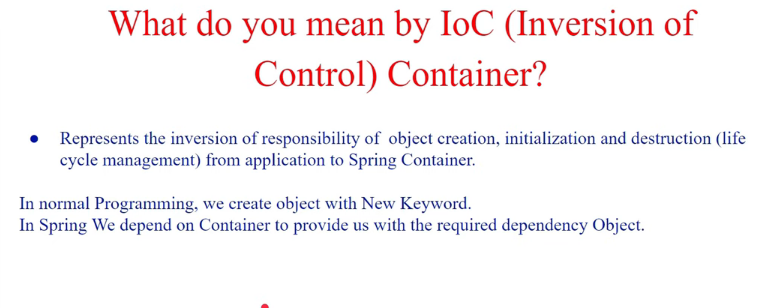 What do you mean by IoC (Inversion of
Control) Container?
● Represents the inversion of responsibility of object creation, initialization and destruction (life
cycle management) from application to Spring Container.
In normal Programming, we create object with New Keyword.
In Spring We depend on Container to provide us with the required dependency Object.